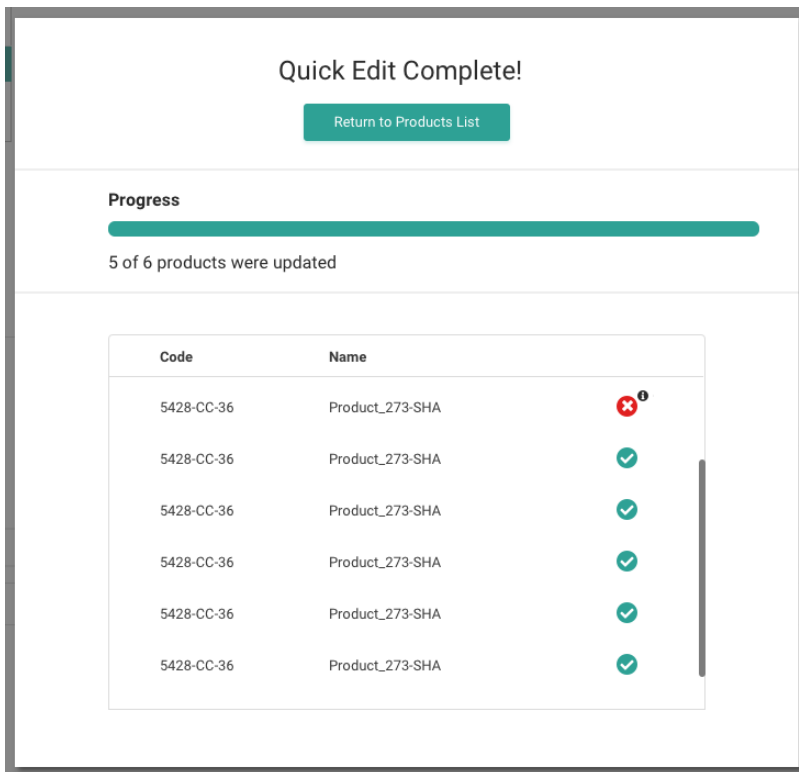 Quick Edit Complete!
Return to Products List
Progress
5 of 6 products were updated
Code Name
5428-CC-36 Product_273-SHA
5428-CC-36 Product_273-SHA
5428-CC-36 Product_273-SHA
5428-CC-36 Product_273-SHA
5428-CC-36 Product_273-SHA
5428-CC-36 Product_273-SHA